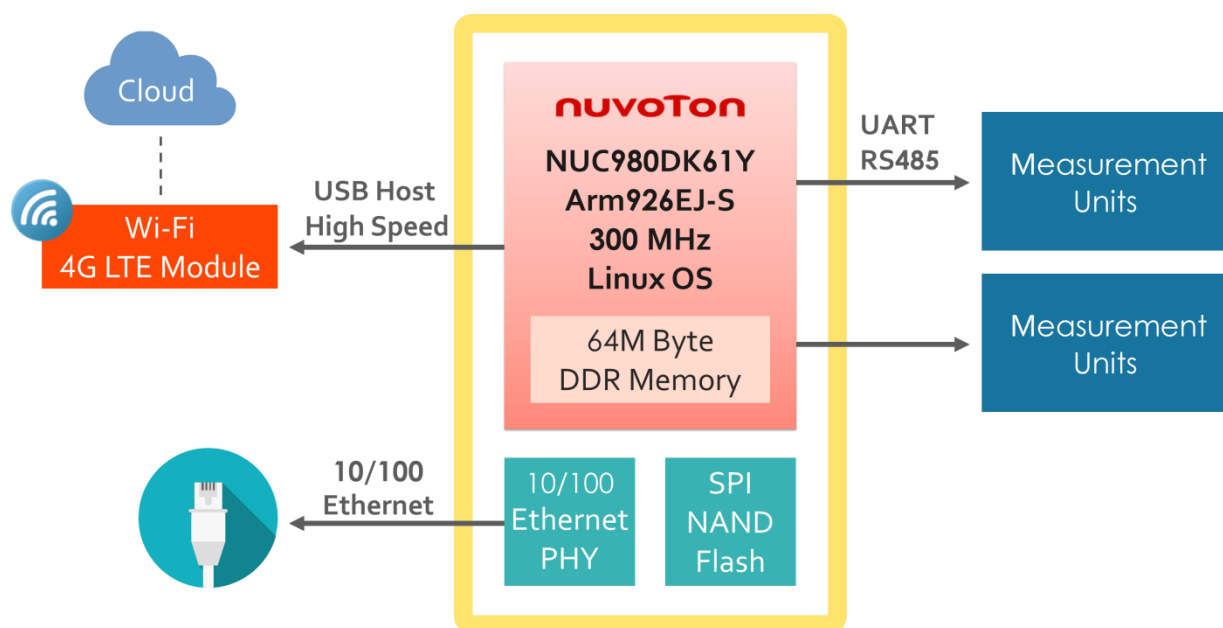 Cloud
Wi-Fi
4G LTE Module
USB Host
High Speed
nuvoTon
NUC980DK61Y
Arm926EJ-S
300 MHz
Linux OS
64M Byte
DDR Memory
UART
RS485
Measurement
Units
Measurement
Units
10/100
Ethernet
10/100
Ethernet
PHY
SPI
NAND
Flash